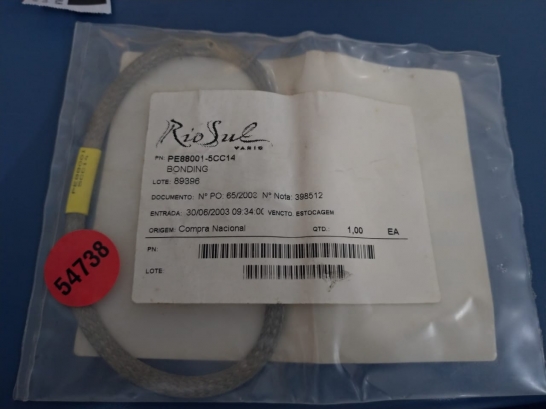 Rio Sul
VARIG
PN: PE88001-5CC14
BONDING
LOTE: 89396
DOCUMENTO: Nº PO: 65/2002 Nº Nota: 398512
ENTRADA: 30/06/2003 09:34:00 VENCTO. ESTOCAGEM
ORIGEM: Compra Nacional QTD.: 1,00 EA
PN:
LOTE:
54738